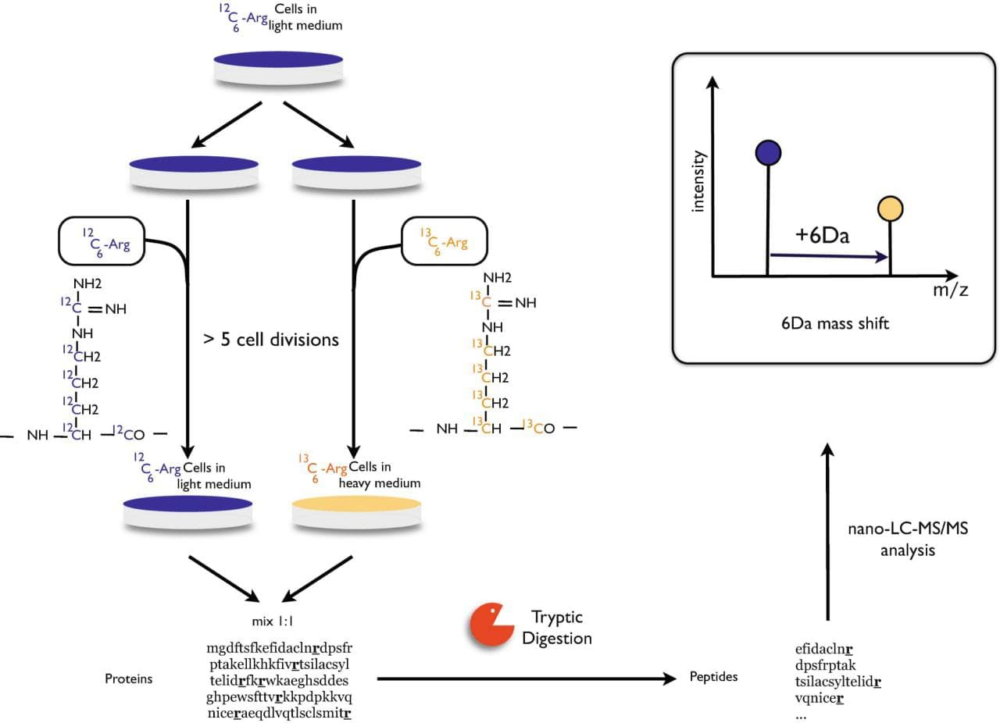 12C6-Arg Cells in
light medium
12C6-Arg
13C6-Arg
NH2
12C=NH
NH
12CH2
12CH2
12CH2
— NH—12CH—12CO—
> 5 cell divisions
NH2
13C=NH
NH
13CH2
13CH2
13CH2
— NH—13CH—13CO—
12C6-Arg Cells in
light medium
13C6-Arg Cells in
heavy medium
mix 1:1
Proteins
mgdftsfkefidaclnrdpsfr
ptakellkhkfivrtsilacsyl
telidrfkrwkaeghsddes
ghpewsfttvrkkpdpkkvq
niceraeqdlvqtlsclsmitr
Tryptic
Digestion
Peptides
efidaclnr
dpsfrptak
tsilacsyltelidr
vqnicer
...
nano-LC-MS/MS
analysis
intensity
+6Da
m/z
6Da mass shift